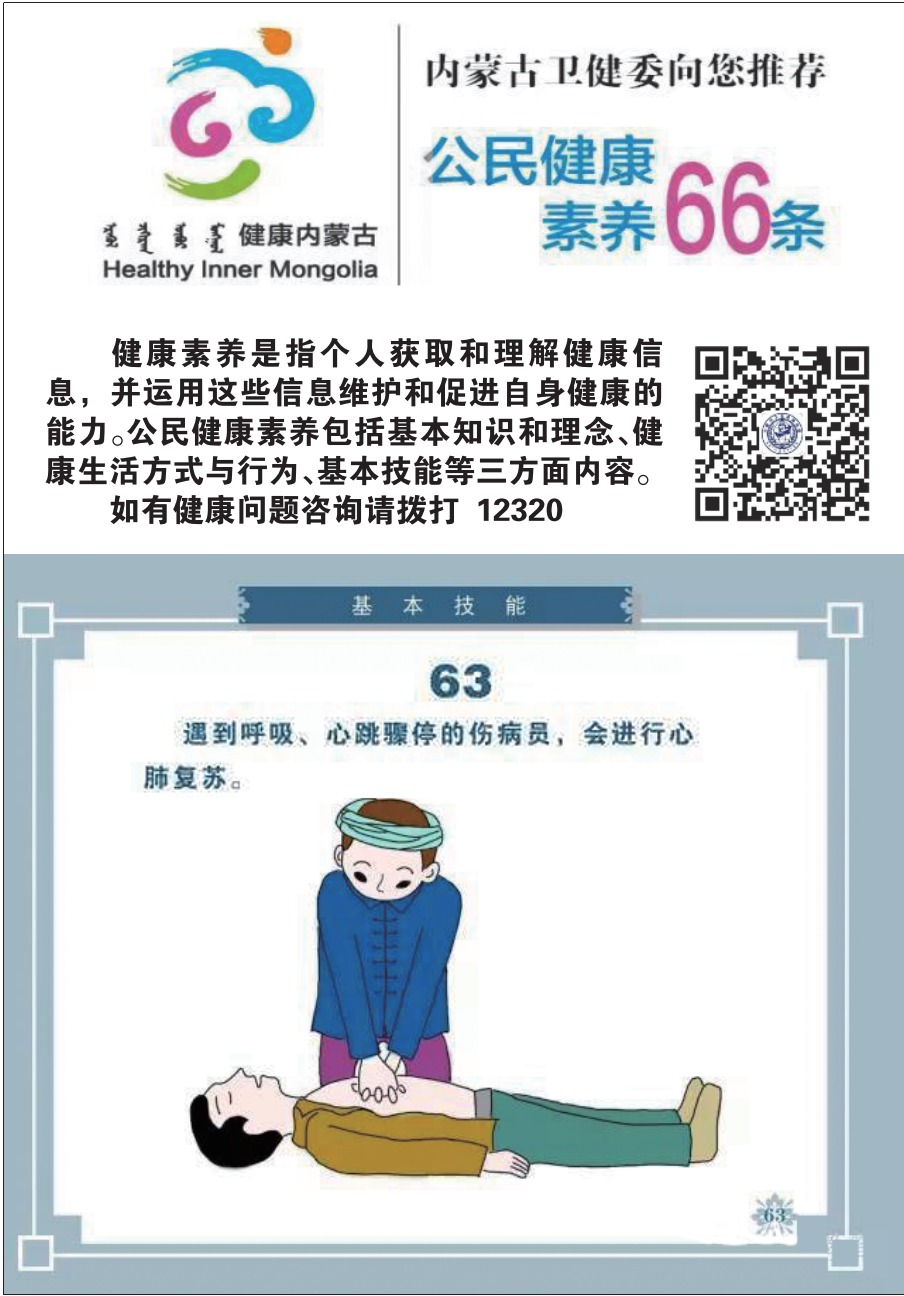 内蒙古卫健委向您推荐
公民健康
素养66条
健康内蒙古
Healthy Inner Mongolia
健康素养是指个人获取和理解健康信
息，并运用这些信息维护和促进自身健康的
能力。公民健康素养包括基本知识和理念、健
康生活方式与行为、基本技能等三方面内容。
如有健康问题咨询请拨打 12320
基本技能
63
遇到呼吸、心跳骤停的伤病员，会进行心
肺复苏。
63